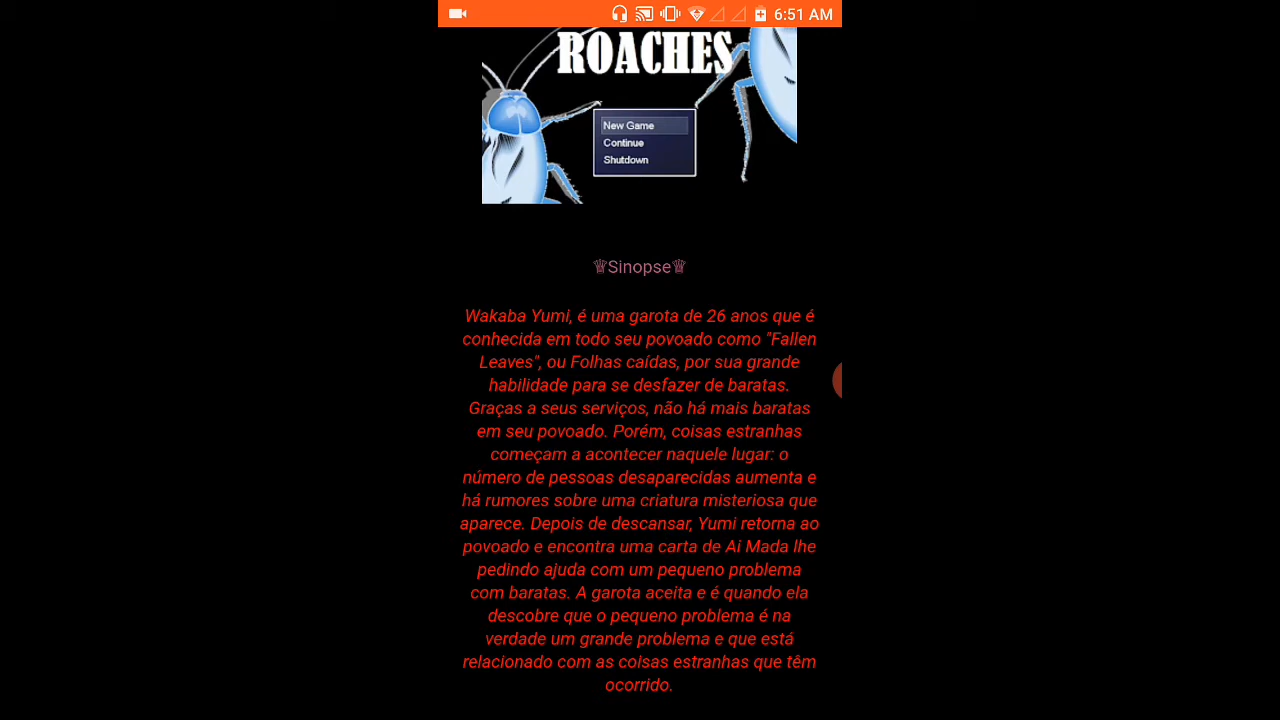 6:51 AM
ROACHES
New Game
Continue
Shutdown
♕Sinopse♕
Wakaba Yumi, é uma garota de 26 anos que é
conhecida em todo seu povoado como "Fallen
Leaves", ou Folhas caídas, por sua grande
habilidade para se desfazer de baratas.
Graças a seus serviços, não há mais baratas
em seu povoado. Porém, coisas estranhas
começam a acontecer naquele lugar: o
número de pessoas desaparecidas aumenta e
há rumores sobre uma criatura misteriosa que
aparece. Depois de descansar, Yumi retorna ao
povoado e encontra uma carta de Ai Mada lhe
pedindo ajuda com um pequeno problema
com baratas. A garota aceita e é quando ela
descobre que o pequeno problema é na
verdade um grande problema e que está
relacionado com as coisas estranhas que têm
ocorrido.